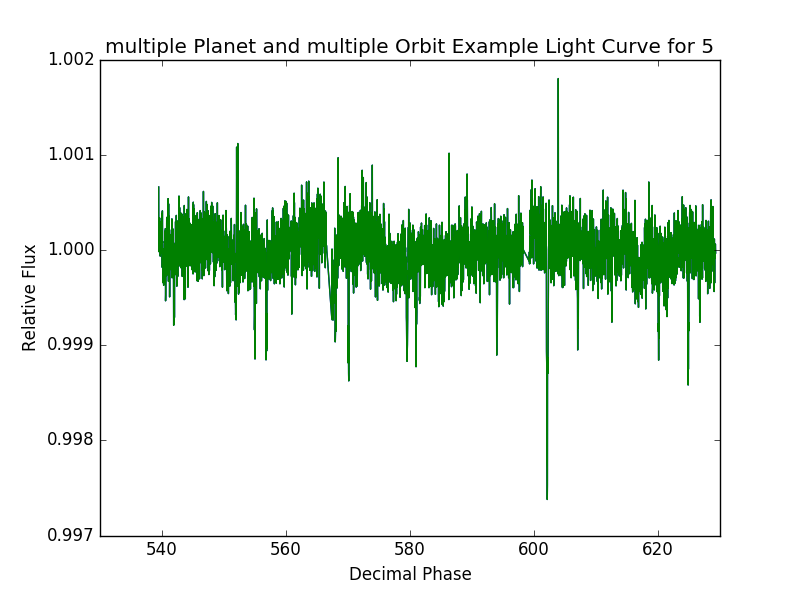 multiple Planet and multiple Orbit Example Light Curve for 5
1.002
1.001
1.000
0.999
0.998
0.997
Relative Flux
540 560 580 600 620
Decimal Phase